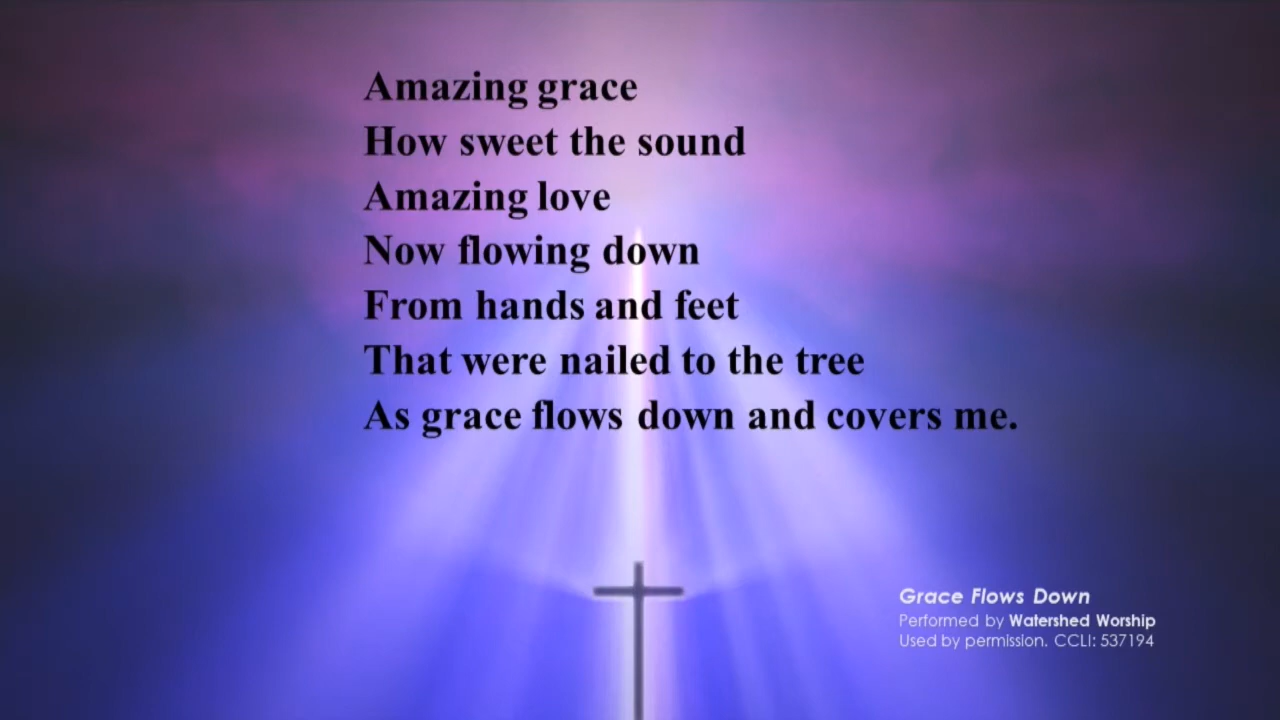 Amazing grace
How sweet the sound
Amazing love
Now flowing down
From hands and feet
That were nailed to the tree
As grace flows down and covers me.
Grace Flows Down
Performed by Watershed Worship
Used by permission. CCLI: 537194